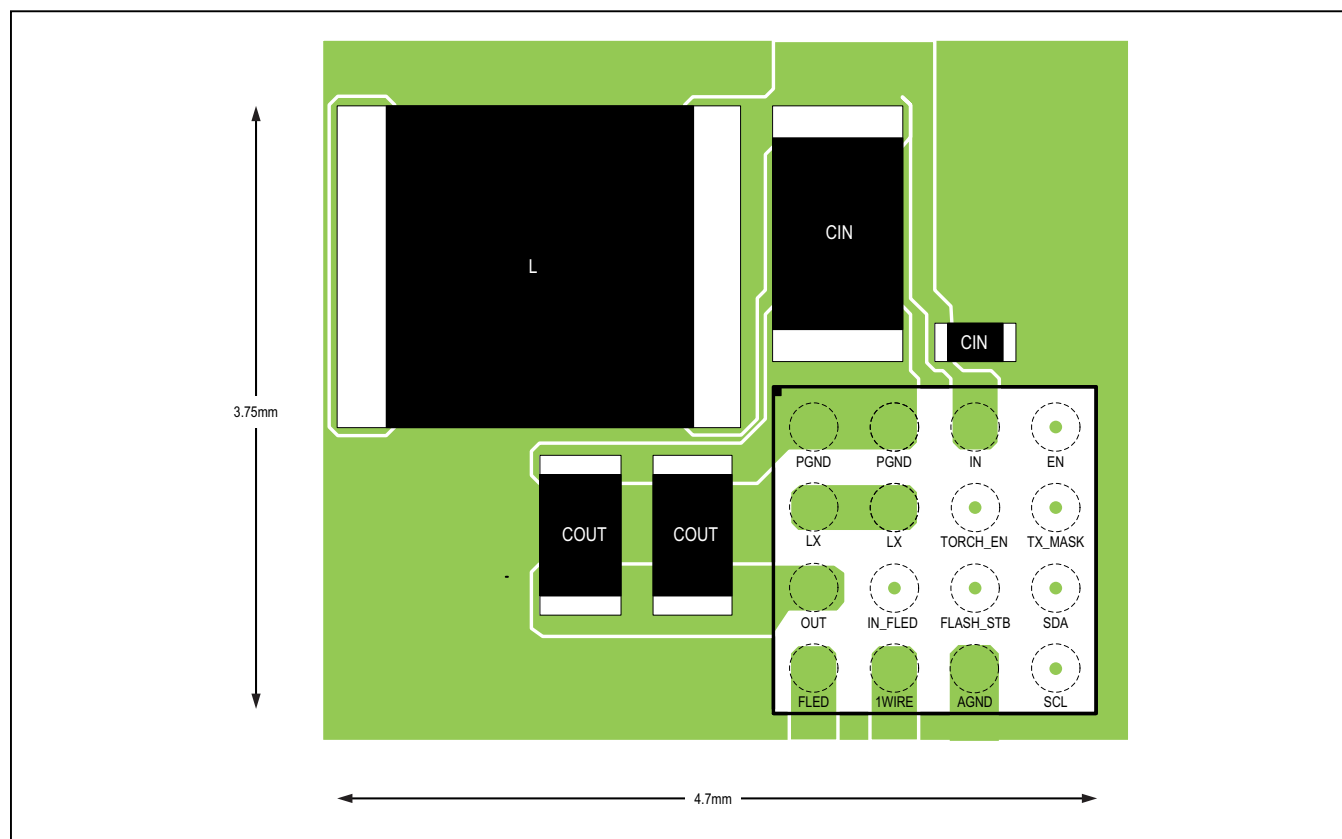 L
CIN
CIN
3.75mm
PGND PGND IN EN
COUT COUT
LX LX TORCH_EN TX_MASK
OUT IN_FLED FLASH_STB SDA
FLED 1WIRE AGND SCL
4.7mm